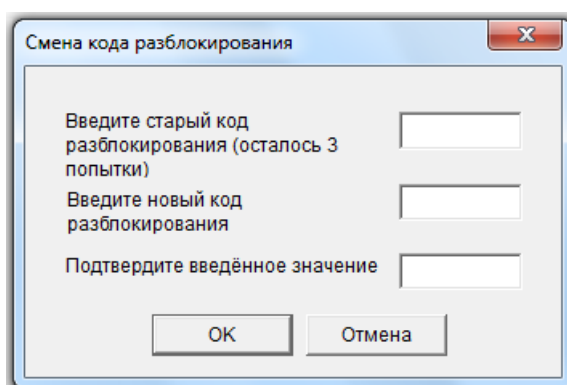 Смена кода разблокирования
Введите старый код
разблокирования (осталось 3
попытки)
Введите новый код
разблокирования
Подтвердите введённое значение
OK
Отмена